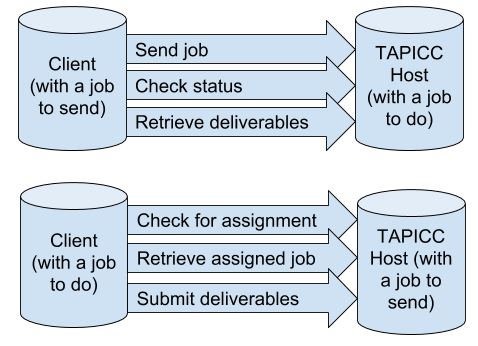 Client
(with a job
to send)
Send job
Check status
Retrieve deliverables
TAPICC
Host
(with a job
to do)
Client
(with a job
to do)
Check for assignment
Retrieve assigned job
Submit deliverables
TAPICC
Host (with
a job to
send)